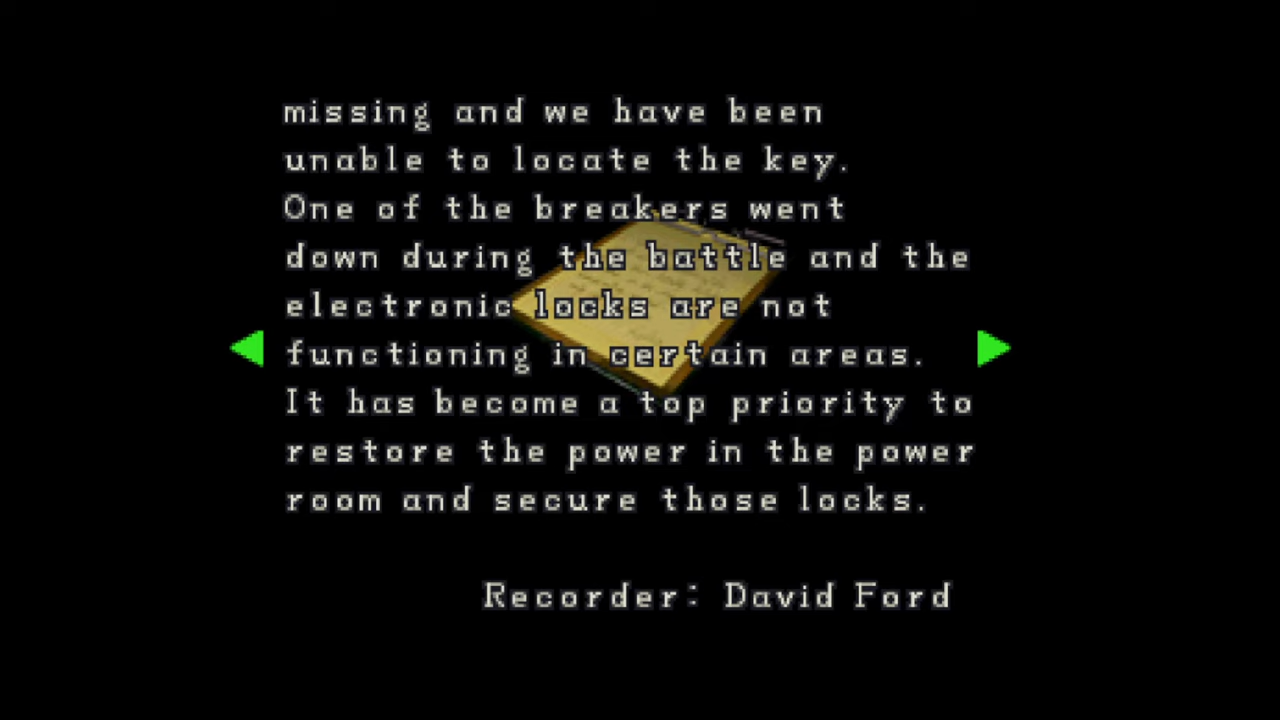 missing and we have been
unable to locate the key.
One of the breakers went
down during the battle and the
electronic locks are not
functioning in certain areas.
It has become a top priority to
restore the power in the power
room and secure those locks.
Recorder: David Ford